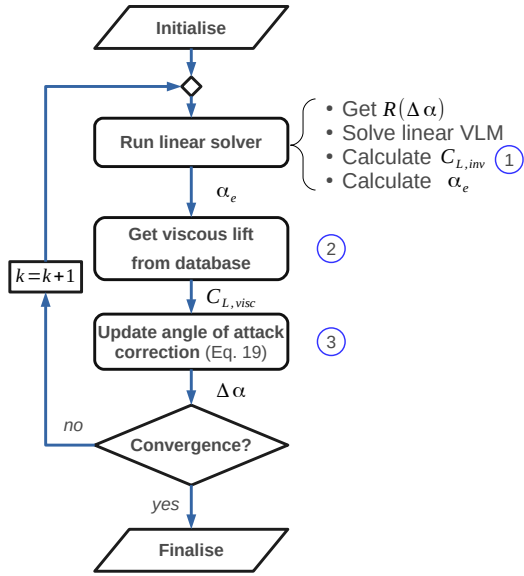 Initialise
Run linear solver
• Get R(Δα)
• Solve linear VLM
• Calculate C_{L,inv} 1
• Calculate α_e
α_e
Get viscous lift
from database
2
C_{L,visc}
k=k+1
Update angle of attack
correction (Eq. 19)
3
Δα
no
Convergence?
yes
Finalise